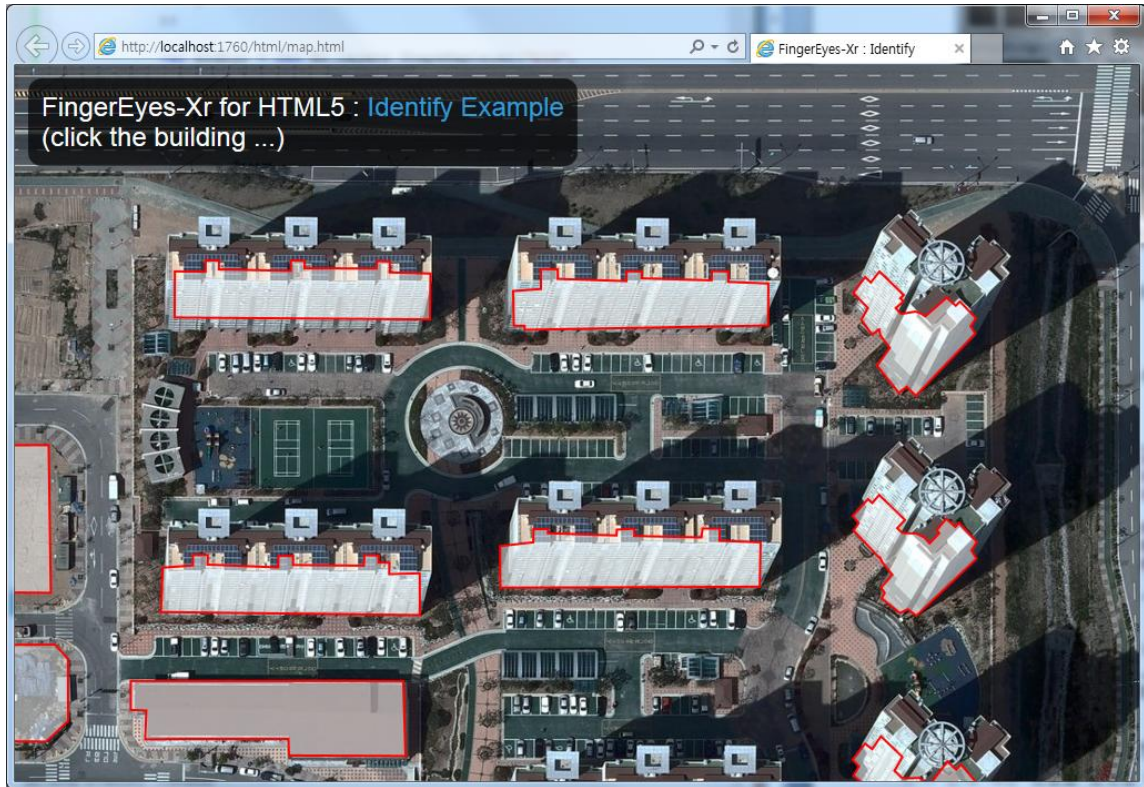 http://localhost:1760/html/map.html
FingerEyes-Xr : Identify
FingerEyes-Xr for HTML5 : Identify Example
(click the building ...)